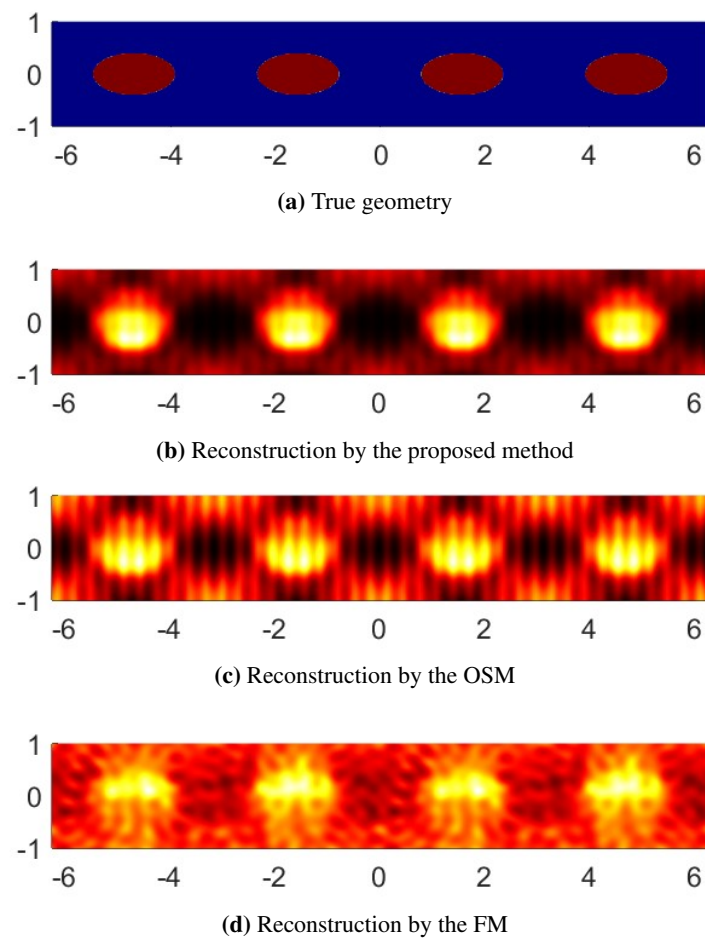 1
0
-1
-6 -4 -2 0 2 4 6
(a) True geometry
1
0
-1
-6 -4 -2 0 2 4 6
(b) Reconstruction by the proposed method
1
0
-1
-6 -4 -2 0 2 4 6
(c) Reconstruction by the OSM
1
0
-1
-6 -4 -2 0 2 4 6
(d) Reconstruction by the FM